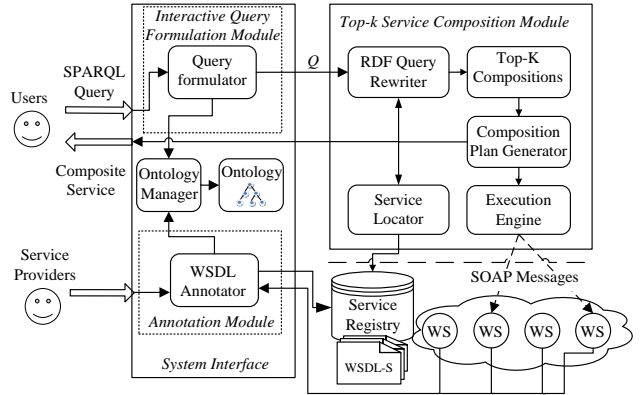 Interactive Query
Formulation Module
Top-k Service Composition Module
SPARQL
Query
Query
formulator
Q
RDF Query
Rewriter
Top-K
Compositions
Users
Composition
Plan Generator
Composite
Service
Ontology
Manager
Ontology
Service
Locator
Execution
Engine
Service
Providers
WSDL
Annotator
SOAP Messages
Service
Registry
WS
WS
WS
WS
Annotation Module
System Interface
WSDL-S